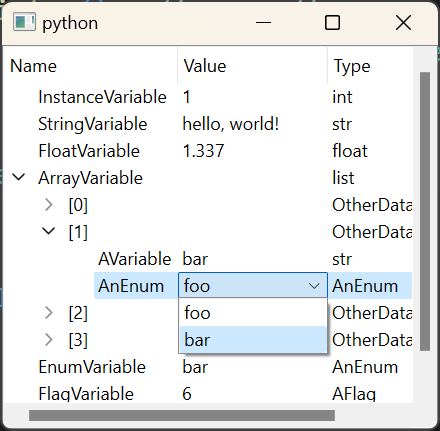 python
Name Value Type
InstanceVariable 1 int
StringVariable hello, world! str
FloatVariable 1.337 float
ArrayVariable list
[0] OtherData
[1] OtherData
AVariable bar str
AnEnum foo AnEnum
foo
[2] OtherData
bar
[3] OtherData
EnumVariable bar AnEnum
FlagVariable 6 AFlag